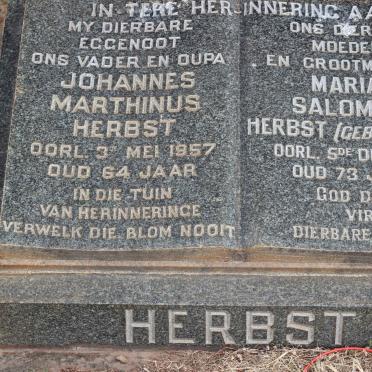 IN TERE HERINNERING AA
MY DIERBARE
EGGENOOT
ONS VADER EN OUPA
JOHANNES
MARTHINUS
HERBST
OORL. 3E MEI 1957
OUD 64 JAAR
IN DIE TUIN
VAN HERINNERINGE
VERWELK DIE BLOM NOOIT
ONS DIER
MOEDE
EN GROOTM
MARIA
SALOM
HERBST (GEB
OORL. 5DE D
OUD 73 J
GOD D
VIR
DIERBARE
HERBST